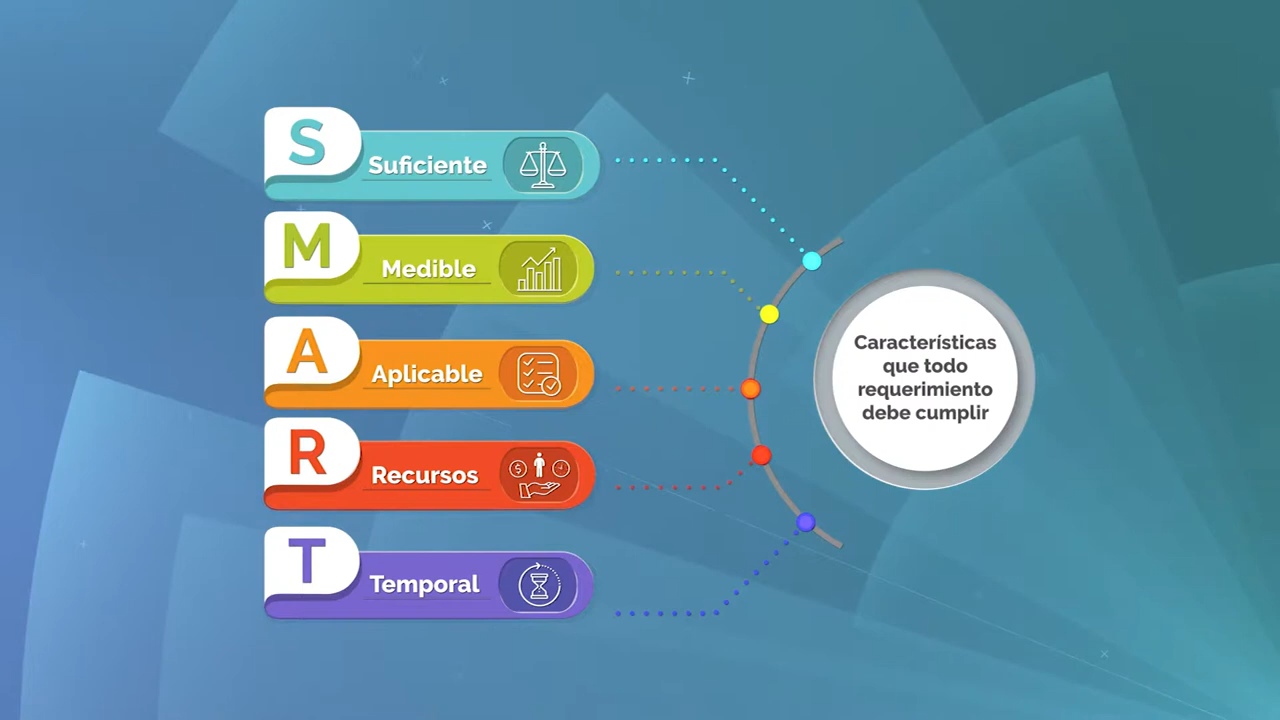 S
Suficiente
M
Medible
A
Aplicable
R
Recursos
T
Temporal
Características
que todo
requerimiento
debe cumplir